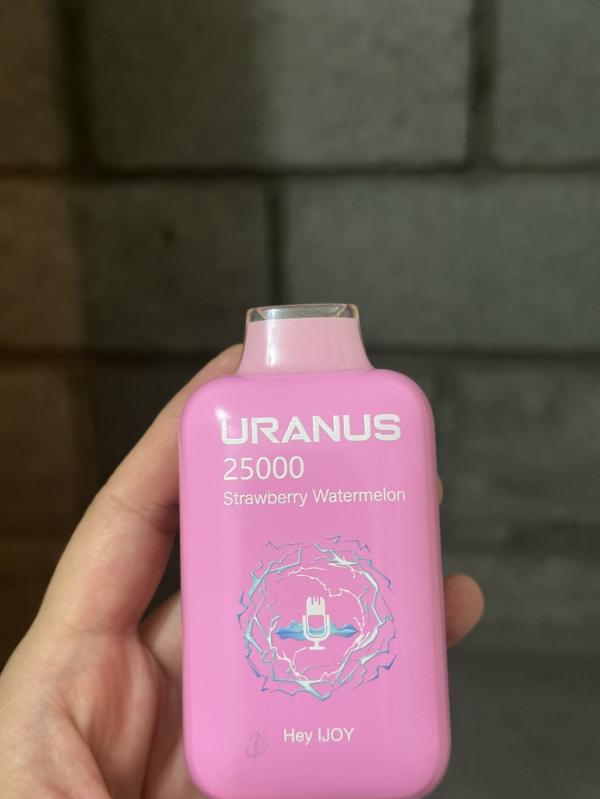 URANUS
25000
Strawberry Watermelon
Hey IJOY